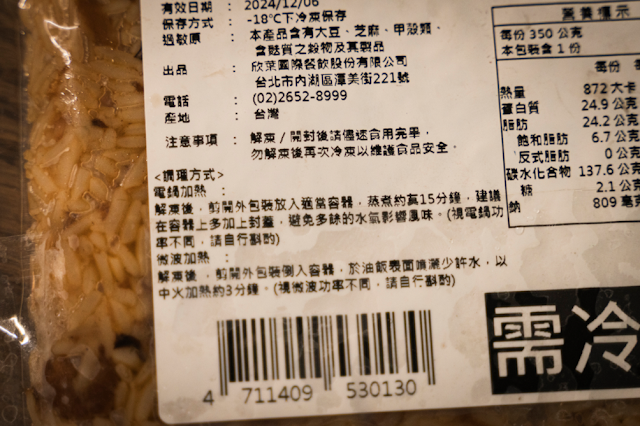 有效日期 : 2024/12/06
保存方式 : -18℃下冷凍保存
過敏原 : 本產品含有大豆、芝麻、甲殼類、
含麩質之穀物及其製品
出品 : 欣葉國際餐飲股份有限公司
台北市內湖區潭美街221號
電話 : (02)2652-8999
產地 : 台灣
注意事項 : 解凍/開封後請儘速食用完畢,
勿解凍後再次冷凍以維護食品安全。
<調理方式>
電鍋加熱 :
解凍後,剪開外包裝放入適當容器,蒸煮約莫15分鐘,建議
在容器上多加上封蓋,避免多餘的水氣影響風味。(視電鍋功
率不同,請自行斟酌)
微波加熱 :
解凍後,剪開外包裝倒入容器,於油飯表面噴灑少許水,以
中火加熱約3分鐘。(視微波功率不同,請自行斟酌)
4 711409 530130
營養標示
每份 350 公克
本包裝含 1 份
每份 每
熱量 872 大卡
蛋白質 24.9 公克
脂肪 24.2 公克
飽和脂肪 6.7 公克
反式脂肪 0 公克
碳水化合物 137.6 公克
糖 2.1 公克
鈉 809 毫克
需冷